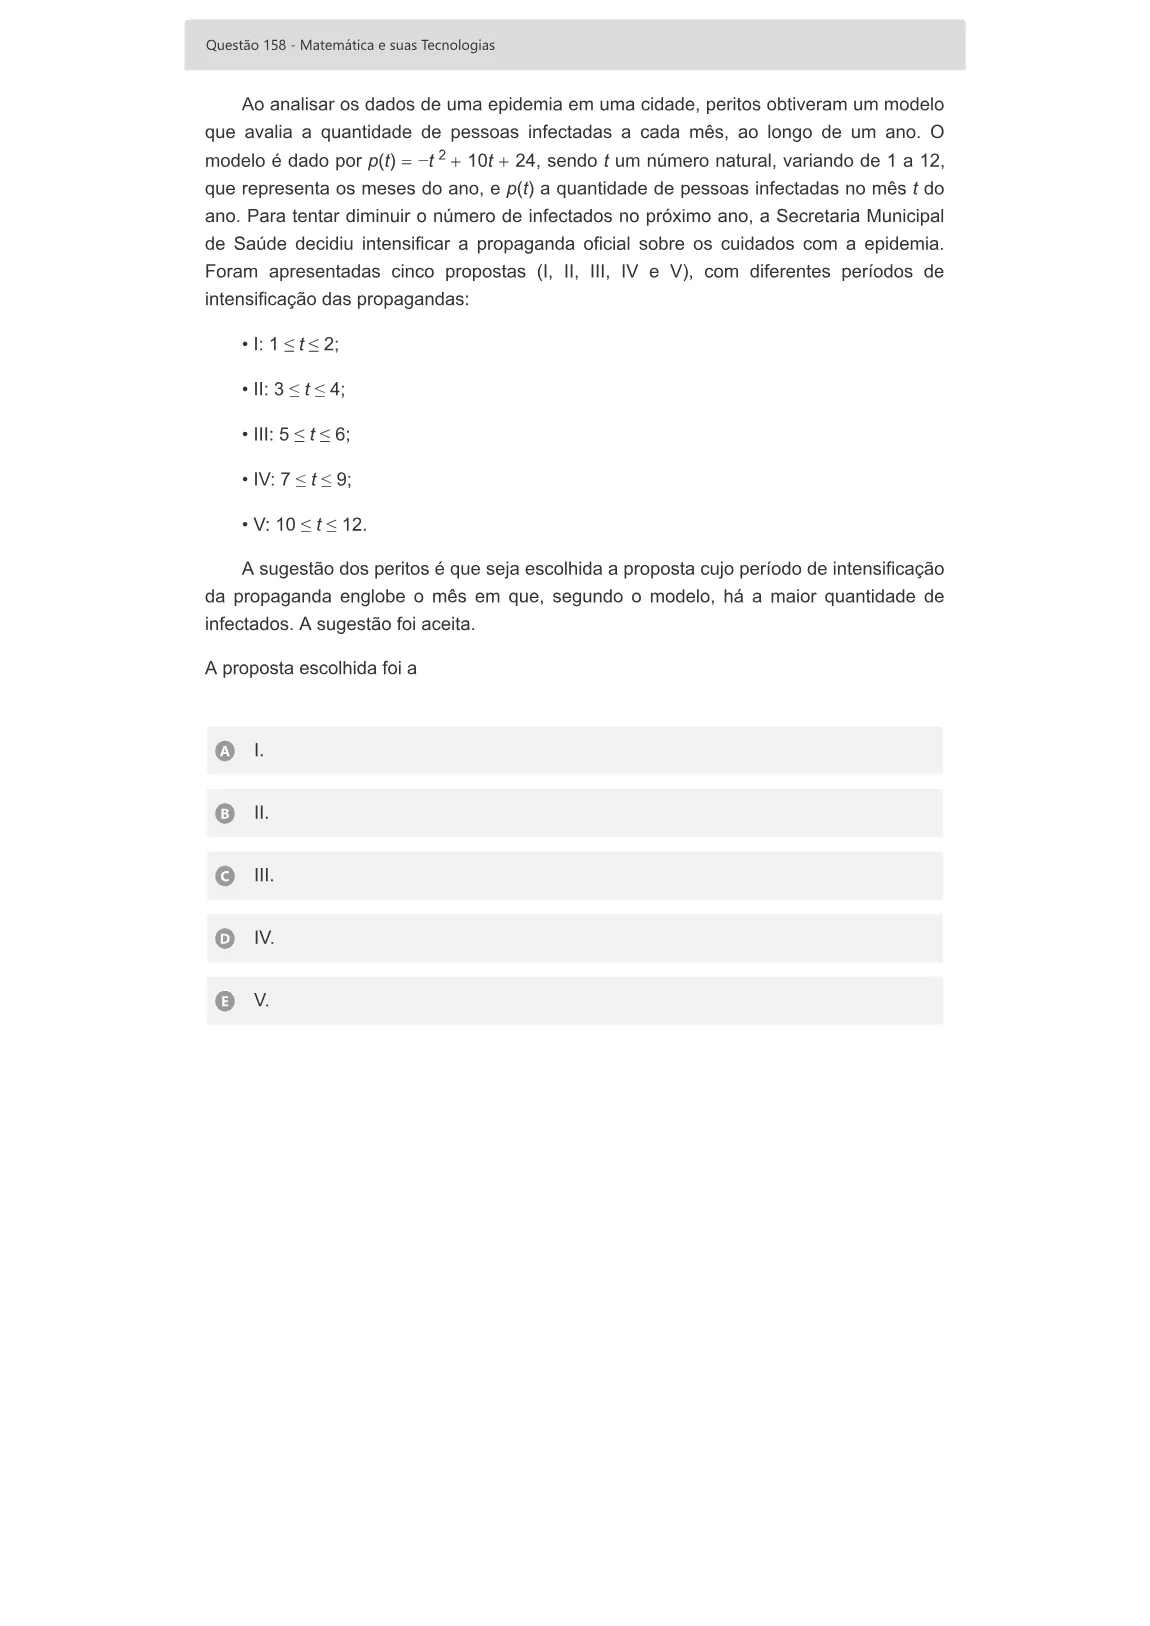 Questão 158 - Matemática e suas Tecnologias
Ao analisar os dados de uma epidemia em uma cidade, peritos obtiveram um modelo
que avalia a quantidade de pessoas infectadas a cada mês, ao longo de um ano. O
modelo é dado por p(t) = −t² + 10t + 24, sendo t um número natural, variando de 1 a 12,
que representa os meses do ano, e p(t) a quantidade de pessoas infectadas no mês t do
ano. Para tentar diminuir o número de infectados no próximo ano, a Secretaria Municipal
de Saúde decidiu intensificar a propaganda oficial sobre os cuidados com a epidemia.
Foram apresentadas cinco propostas (I, II, III, IV e V), com diferentes períodos de
intensificação das propagandas:
• I: 1 ≤ t ≤ 2;
• II: 3 ≤ t ≤ 4;
• III: 5 ≤ t ≤ 6;
• IV: 7 ≤ t ≤ 9;
• V: 10 ≤ t ≤ 12.
A sugestão dos peritos é que seja escolhida a proposta cujo período de intensificação
da propaganda englobe o mês em que, segundo o modelo, há a maior quantidade de
infectados. A sugestão foi aceita.
A proposta escolhida foi a
A I.
B II.
C III.
D IV.
E V.